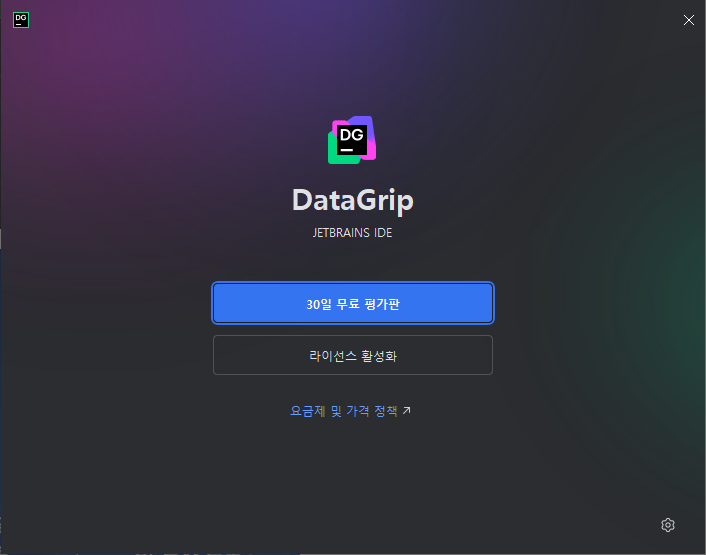 DG
DG
DataGrip
JETBRAINS IDE
30일 무료 평가판
라이선스 활성화
요금제 및 가격 정책 ↗